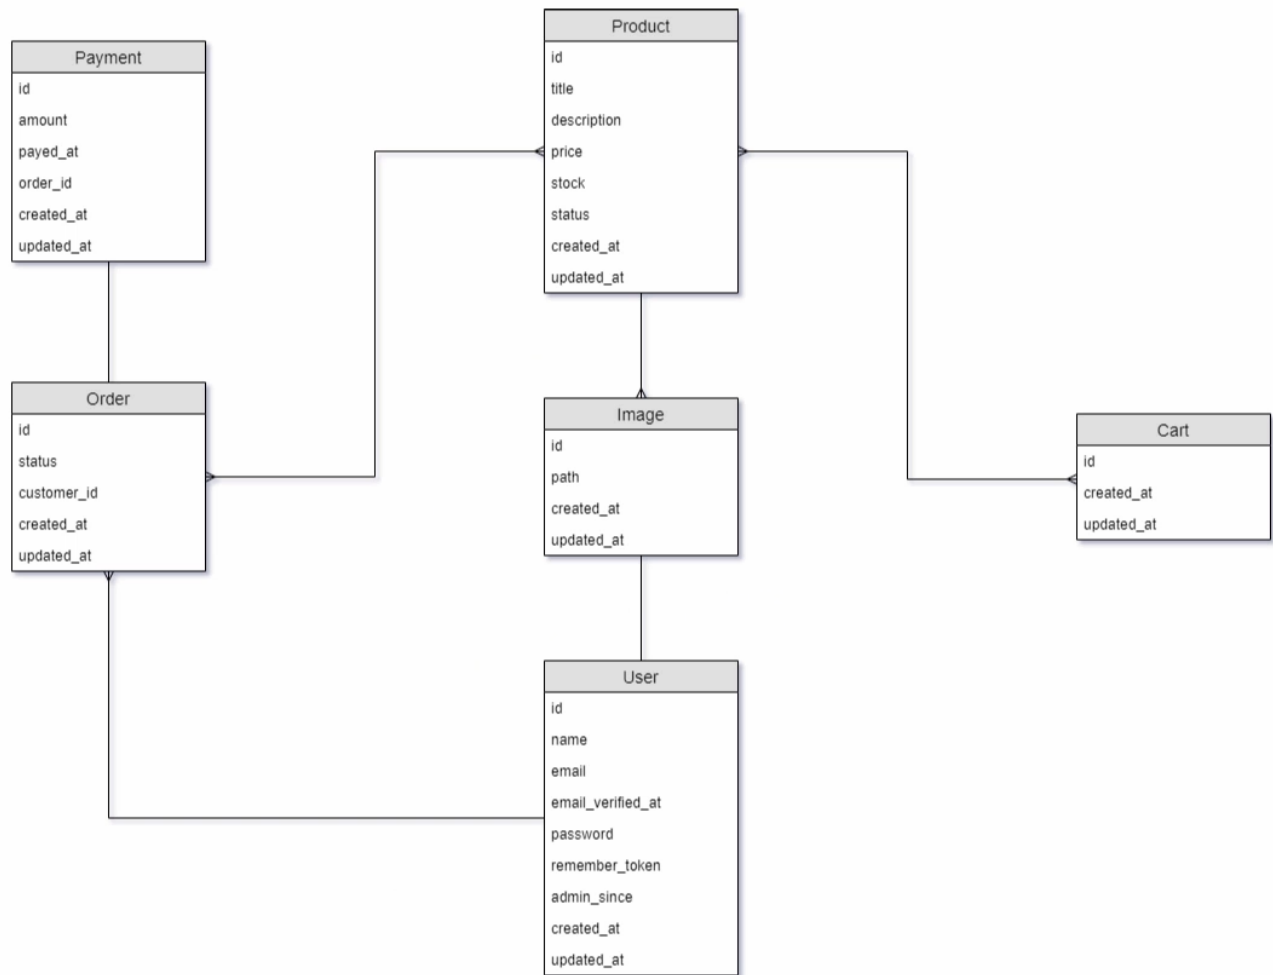 Payment
id
amount
payed_at
order_id
created_at
updated_at
Product
id
title
description
price
stock
status
created_at
updated_at
Order
id
status
customer_id
created_at
updated_at
Image
id
path
created_at
updated_at
Cart
id
created_at
updated_at
User
id
name
email
email_verified_at
password
remember_token
admin_since
created_at
updated_at